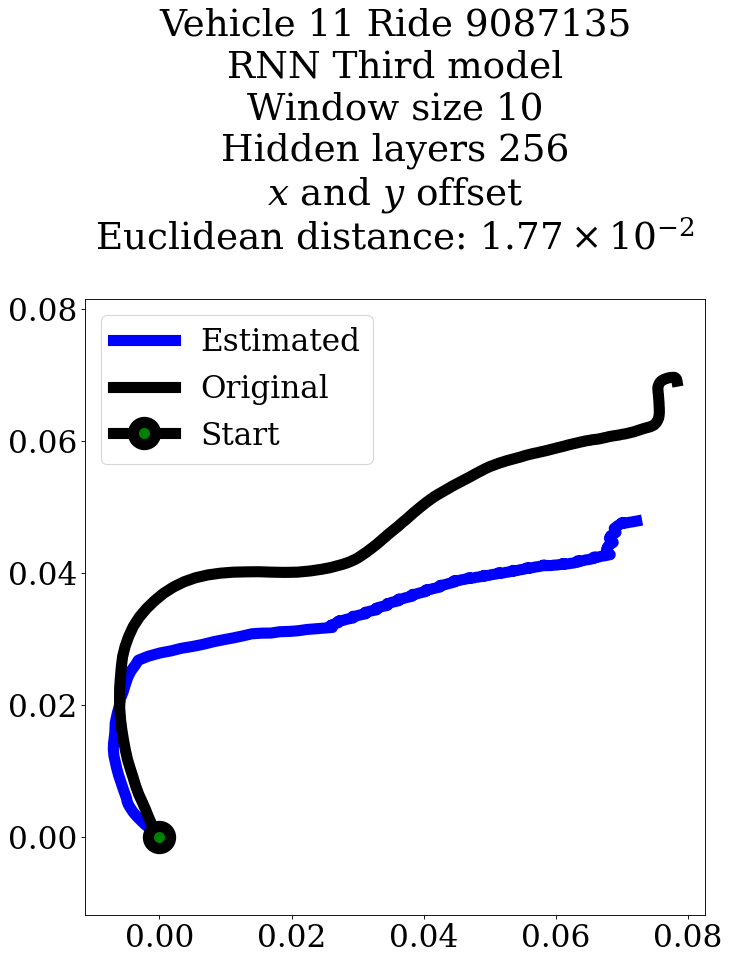 Vehicle 11 Ride 9087135
RNN Third model
Window size 10
Hidden layers 256
x and y offset
Euclidean distance: 1.77 × 10⁻²
0.08
Estimated
Original
Start
0.06
0.04
0.02
0.00
0.00 0.02 0.04 0.06 0.08